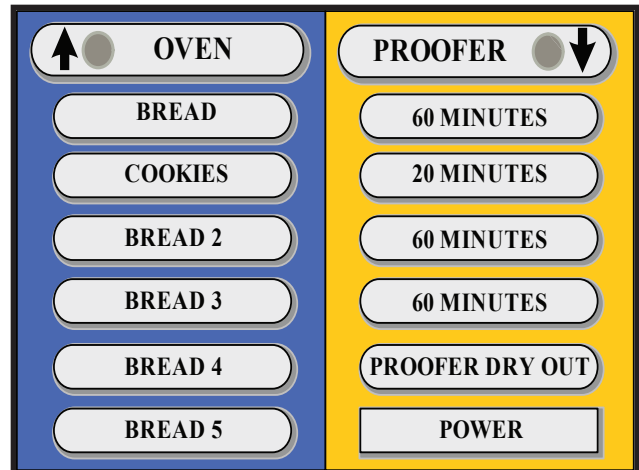 OVEN
BREAD
COOKIES
BREAD 2
BREAD 3
BREAD 4
BREAD 5
PROOFER
60 MINUTES
20 MINUTES
60 MINUTES
60 MINUTES
PROOFER DRY OUT
POWER